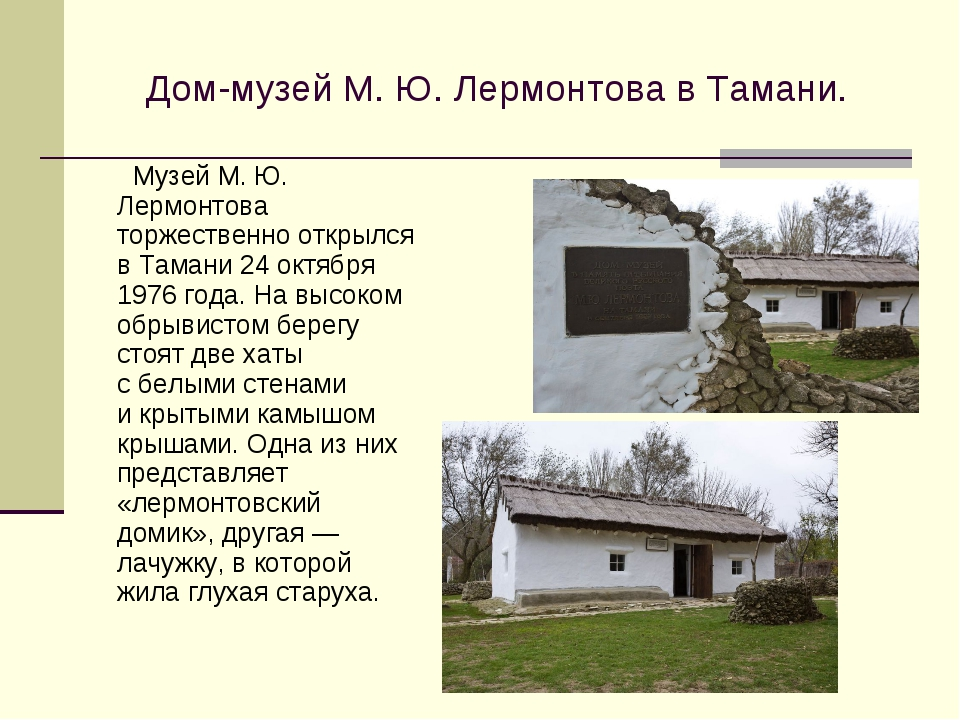 Дом-музей М. Ю. Лермонтова в Тамани.
Музей М. Ю.
Лермонтова
торжественно открылся
в Тамани 24 октября
1976 года. На высоком
обрывистом берегу
стоят две хаты
с белыми стенами
и крытыми камышом
крышами. Одна из них
представляет
«лермонтовский
домик», другая —
лачужку, в которой
жила глухая старуха.
М.Ю. ЛЕРМОНТОВА